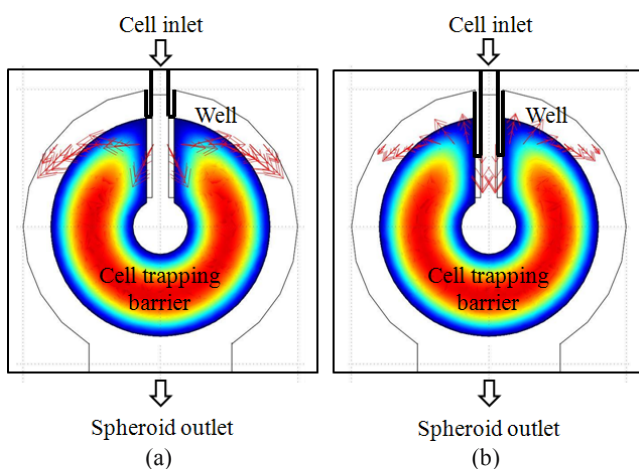 Cell inlet
Well
Cell trapping
barrier
Spheroid outlet
(a)
Cell inlet
Well
Cell trapping
barrier
Spheroid outlet
(b)